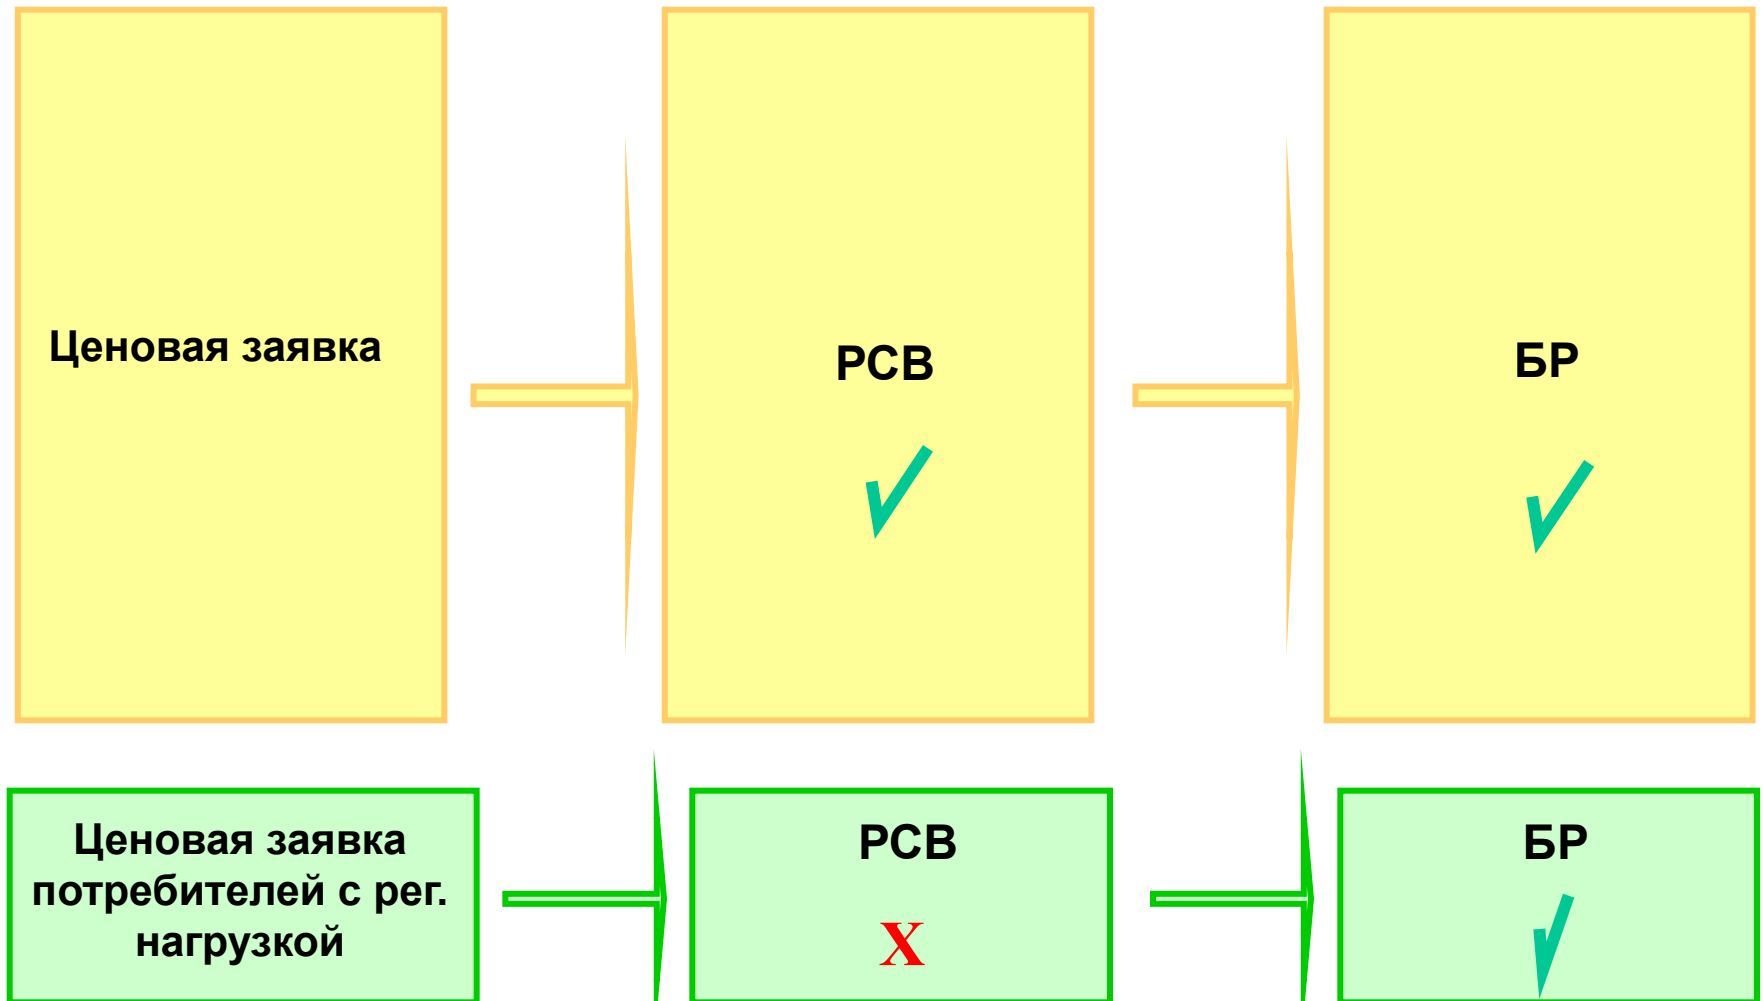 Ценовая заявка
РСВ
БР
Ценовая заявка
потребителей с рег.
нагрузкой
РСВ
X
БР